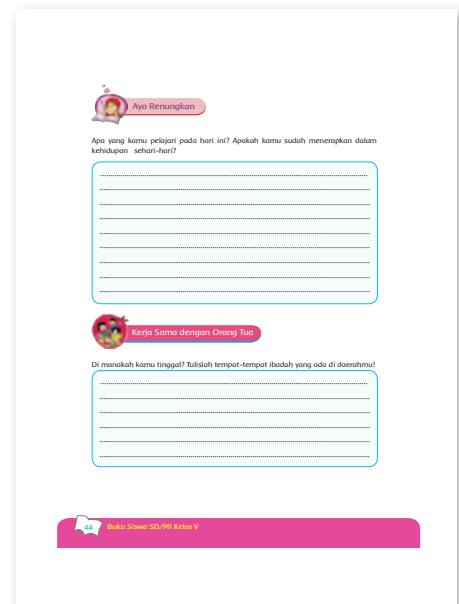 Ayo Renungkan
Apa yang kamu pelajari pada hari ini? Apakah kamu sudah menerapkan dalam
kehidupan sehari-hari?
Kerja Sama dengan Orang Tua
Di manakah kamu tinggal? Tulislah tempat-tempat ibadah yang ada di daerahmu!
44 Buku Siswa SD/MI Kelas V